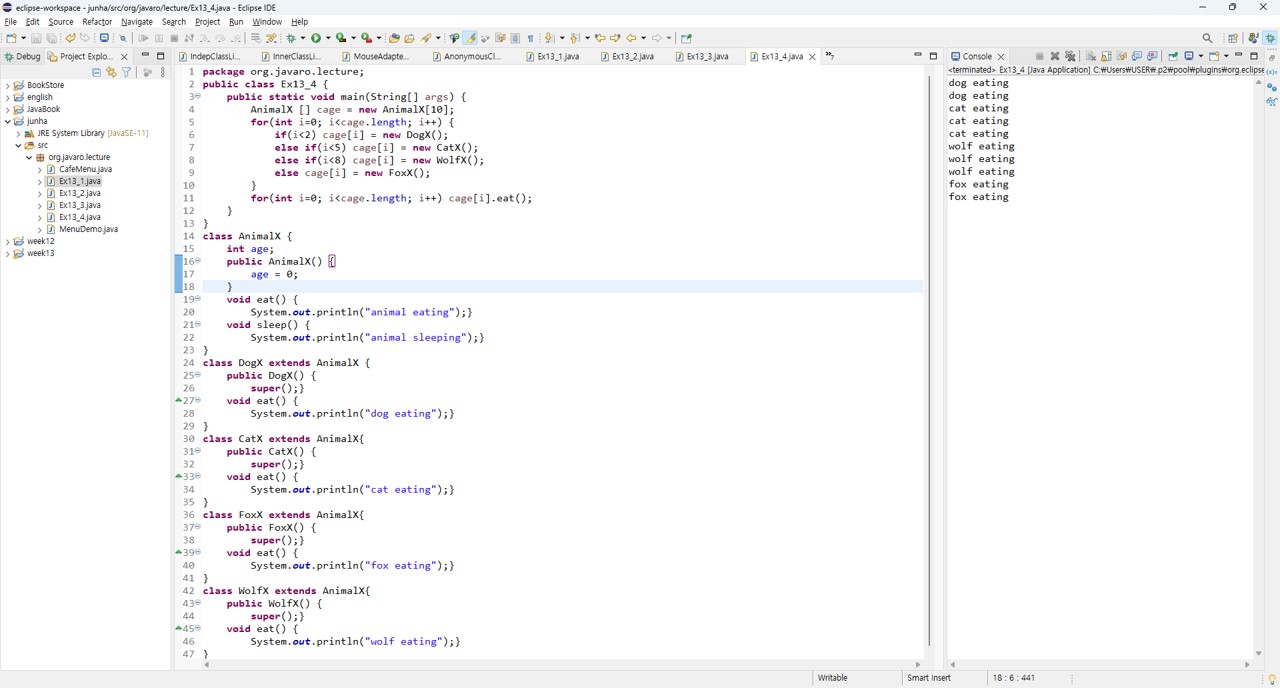 eclipse-workspace - junha/src/org/javaro/lecture/Ex13_4.java - Eclipse IDE
File Edit Source Refactor Navigate Search Project Run Window Help
Debug Project Explo...
BookStore
english
JavaBook
junha
JRE System Library [JavaSE-11]
src
org.javaro.lecture
CafeMenu.java
Ex13_1.java
Ex13_2.java
Ex13_3.java
Ex13_4.java
MenuDemo.java
week12
week13
IndepClassLi... InnerClassLi... MouseAdapte... AnonymousCl... Ex13_1.java Ex13_2.java Ex13_3.java Ex13_4.java
1 package org.javaro.lecture;
2 public class Ex13_4 {
3 public static void main(String[] args) {
4 AnimalX [] cage = new AnimalX[10];
5 for(int i=0; i<cage.length; i++) {
6 if(i<2) cage[i] = new DogX();
7 else if(i<5) cage[i] = new CatX();
8 else if(i<8) cage[i] = new WolfX();
9 else cage[i] = new FoxX();
10 }
11 for(int i=0; i<cage.length; i++) cage[i].eat();
12 }
13 }
14 class AnimalX {
15 int age;
16 public AnimalX() {
17 age = 0;
18 }
19 void eat() {
20 System.out.println("animal eating");}
21 void sleep() {
22 System.out.println("animal sleeping");}
23 }
24 class DogX extends AnimalX {
25 public DogX() {
26 super();}
27 void eat() {
28 System.out.println("dog eating");}
29 }
30 class CatX extends AnimalX{
31 public CatX() {
32 super();}
33 void eat() {
34 System.out.println("cat eating");}
35 }
36 class FoxX extends AnimalX{
37 public FoxX() {
38 super();}
39 void eat() {
40 System.out.println("fox eating");}
41 }
42 class WolfX extends AnimalX{
43 public WolfX() {
44 super();}
45 void eat() {
46 System.out.println("wolf eating");}
47 }
Console
<terminated> Ex13_4 [Java Application] C:₩Users₩USER₩.p2₩pool₩plugins₩org.eclipse
dog eating
dog eating
cat eating
cat eating
cat eating
wolf eating
wolf eating
wolf eating
fox eating
fox eating
Writable Smart Insert 18 : 6 : 441